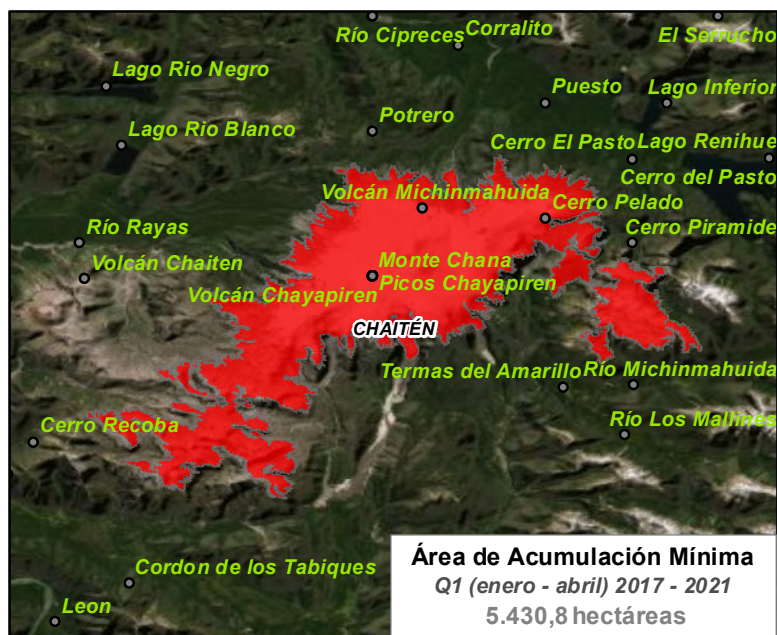 Río Cipreces
Corralito
El Serrucho
Lago Rio Negro
Puesto
Lago Inferior
Lago Rio Blanco
Potrero
Cerro El Pasto
Lago Renihue
Volcán Michinmahuida
Cerro del Pasto
Cerro Pelado
Río Rayas
Cerro Piramide
Volcán Chaiten
Monte Chana
Volcán Chayapiren
Picos Chayapiren
CHAITÉN
Termas del Amarillo
Río Michinmahuida
Cerro Recoba
Río Los Mallines
Área de Acumulación Mínima
Q1 (enero - abril) 2017 - 2021
5.430,8 hectáreas
Cordon de los Tabiques
Leon